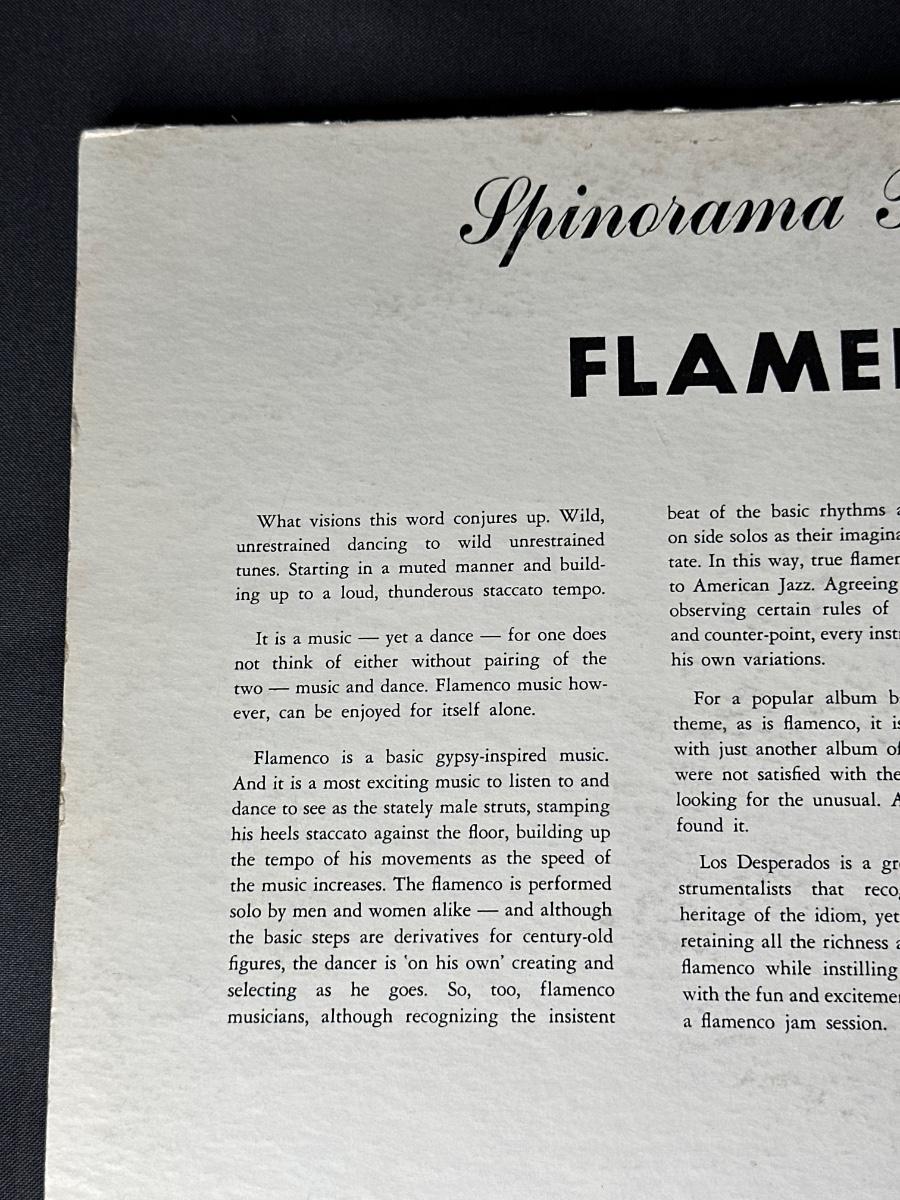 Spinorama
FLAME
What visions this word conjures up. Wild,
unrestrained dancing to wild unrestrained
tunes. Starting in a muted manner and build-
ing up to a loud, thunderous staccato tempo.
It is a music — yet a dance — for one does
not think of either without pairing of the
two — music and dance. Flamenco music how-
ever, can be enjoyed for itself alone.
Flamenco is a basic gypsy-inspired music.
And it is a most exciting music to listen to and
dance to see as the stately male struts, stamping
his heels staccato against the floor, building up
the tempo of his movements as the speed of
the music increases. The flamenco is performed
solo by men and women alike — and although
the basic steps are derivatives for century-old
figures, the dancer is 'on his own' creating and
selecting as he goes. So, too, flamenco
musicians, although recognizing the insistent
beat of the basic rhythms
on side solos as their
tate. In this way, true
to American Jazz. Agreeing
observing certain rules of
and counter-point, every
his own variations.
For a popular album
theme, as is flamenco, it
with just another album of
were not satisfied with the
looking for the unusual.
found it.
Los Desperados is a
strumentalists that
heritage of the idiom, yet
retaining all the richness
flamenco while instilling
with the fun and
a flamenco jam session.